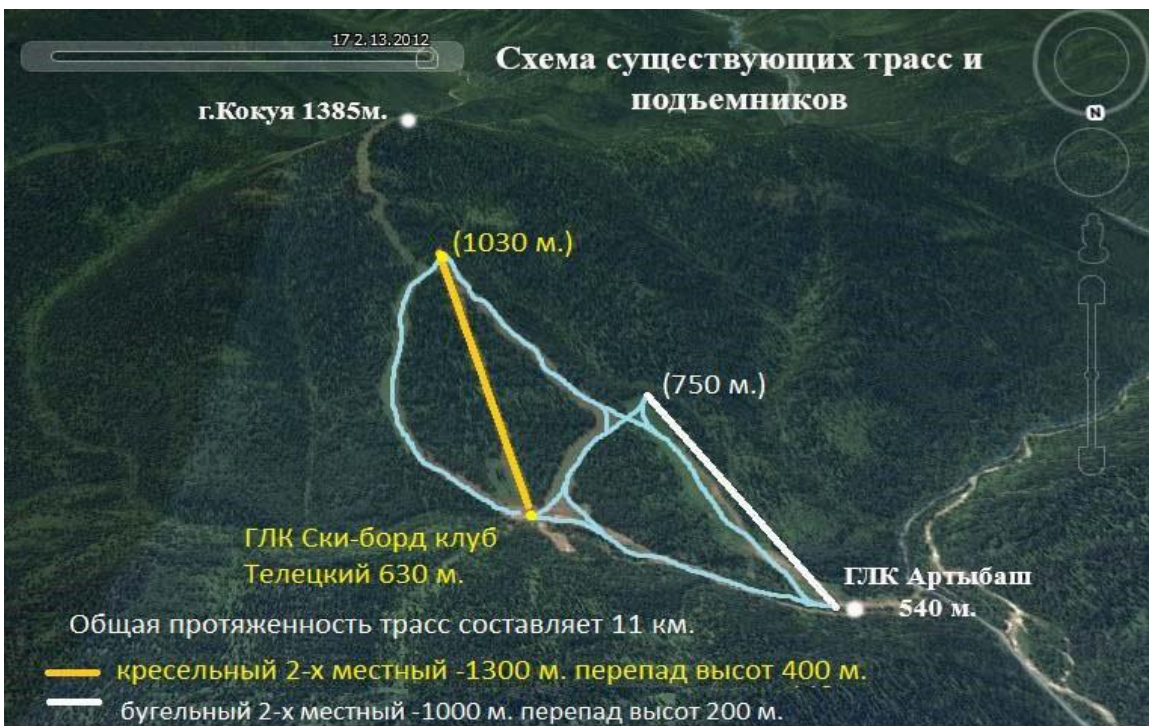 17 2.13.2012
Схема существующих трасс и
подъемников
г.Кокуя 1385м.
N
(1030 м.)
(750 м.)
ГЛК Ски-борд клуб
Телецкий 630 м.
ГЛК Артыбаш
540 м.
Общая протяженность трасс составляет 11 км.
кресельный 2-х местный -1300 м. перепад высот 400 м.
бугельный 2-х местный -1000 м. перепад высот 200 м.